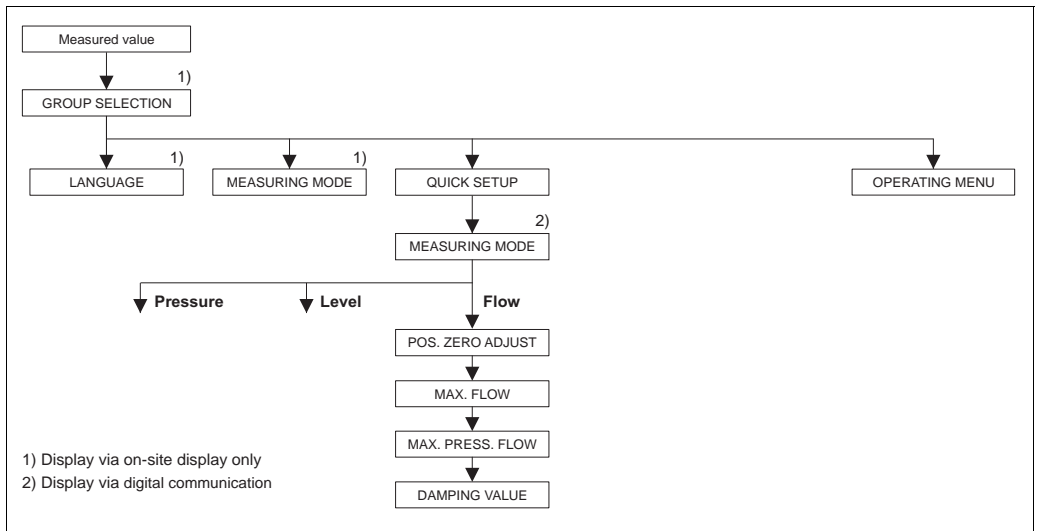 Measured value
1)
GROUP SELECTION
1)
1)
LANGUAGE
MEASURING MODE
QUICK SETUP
OPERATING MENU
2)
MEASURING MODE
Pressure
Level
Flow
POS. ZERO ADJUST
MAX. FLOW
MAX. PRESS. FLOW
DAMPING VALUE
1) Display via on-site display only
2) Display via digital communication